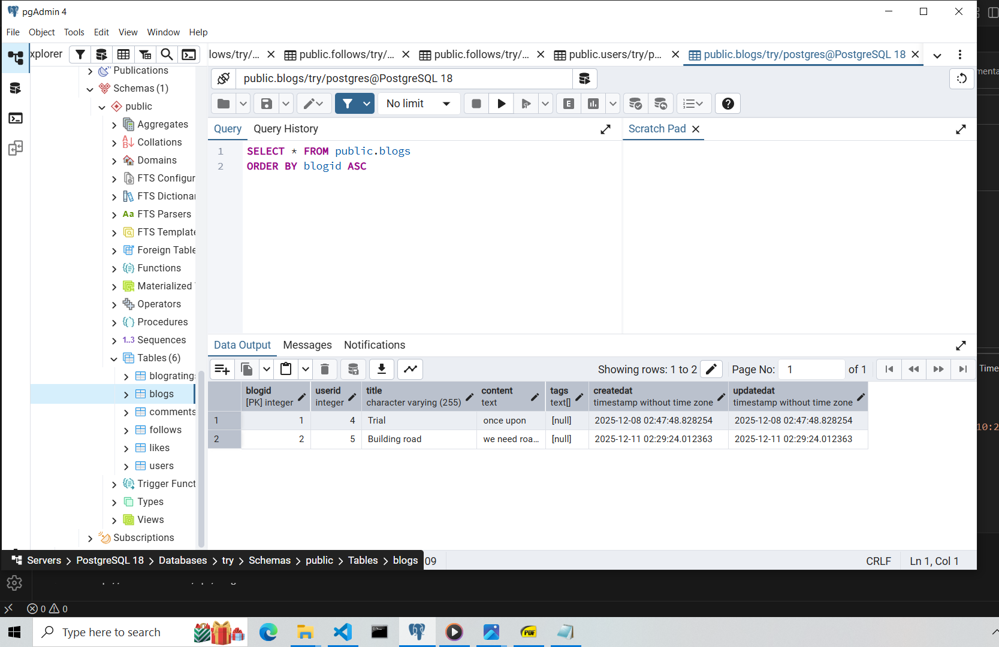 pgAdmin 4
File Object Tools Edit View Window Help
xplorer
lows/try/... public.follows/try/... public.follows/try/... public.users/try/p... public.blogs/try/postgres@PostgreSQL 18
public.blogs/try/postgres@PostgreSQL 18
No limit
Query Query History
Scratch Pad
1 SELECT * FROM public.blogs
2 ORDER BY blogid ASC
Publications
Schemas (1)
public
Aggregates
Collations
Domains
FTS Configur
FTS Dictionar
FTS Parsers
FTS Template
Foreign Table
Functions
Materialized
Operators
Procedures
1..3 Sequences
Tables (6)
blogratings
blogs
comments
follows
likes
users
Trigger Funct
Types
Views
Subscriptions
Data Output Messages Notifications
Showing rows: 1 to 2 Page No: 1 of 1
blogid userid title content tags createdat updatedat
[PK] integer integer character varying (255) text text[] timestamp without time zone timestamp without time zone
1 1 4 Trial once upon [null] 2025-12-08 02:47:48.828254 2025-12-08 02:47:48.828254
2 2 5 Building road we need roa... [null] 2025-12-11 02:29:24.012363 2025-12-11 02:29:24.012363
Servers PostgreSQL 18 Databases try Schemas public Tables blogs 09
CRLF Ln 1, Col 1
menta
Time
10:2
0 0
Type here to search
PDF